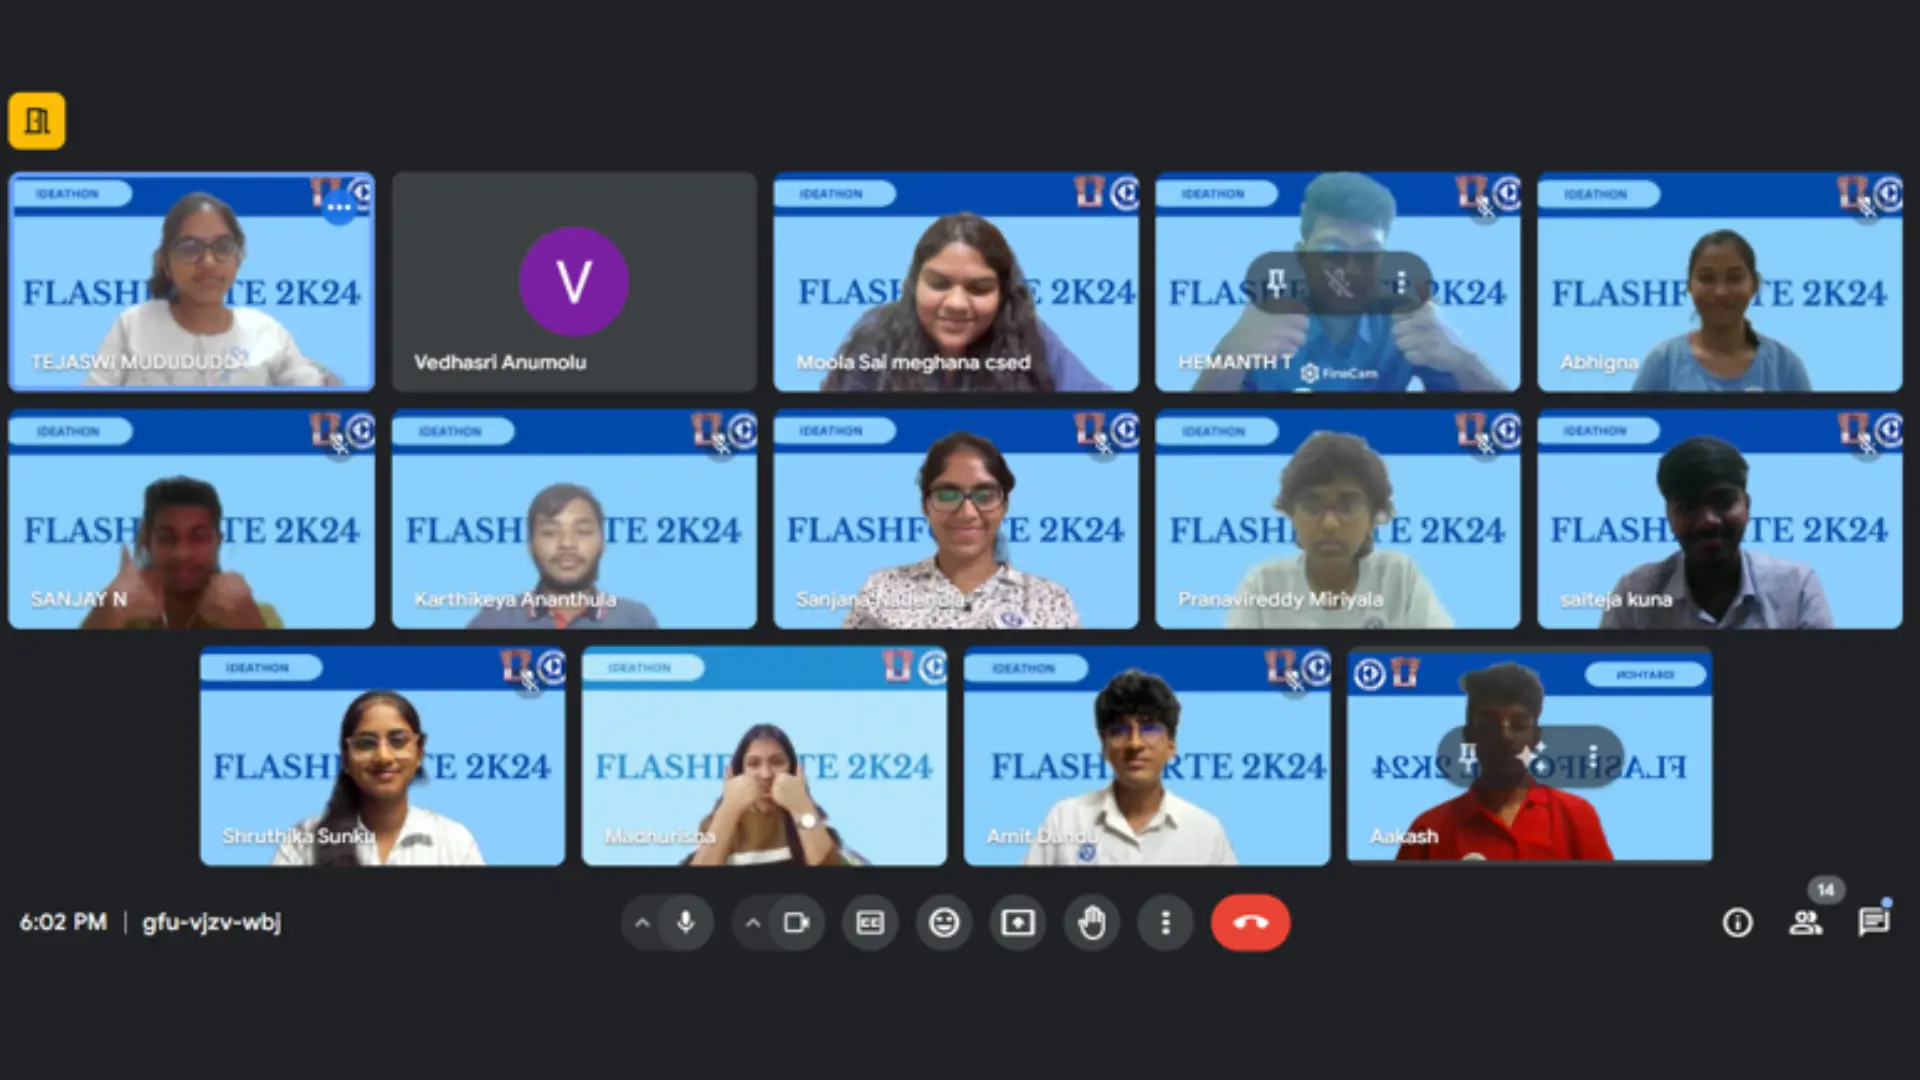 IDEATHON
FLASHF TE 2K24
TEJASWI MUDUDUDLA
V
Vedhasri Anumolu
IDEATHON
FLASF E 2K24
Moola Sai meghana csed
IDEATHON
FLASH 2K24
HEMANTH T
FineCam
IDEATHON
FLASHF TE 2K24
Abhigna
IDEATHON
FLASH TE 2K24
SANJAY N
IDEATHON
FLASH TE 2K24
Karthikeya Ananthula
IDEATHON
FLASHF E 2K24
Sanjana
IDEATHON
FLASH TE 2K24
Pranavireddy Miriyala
IDEATHON
FLASH TE 2K24
saiteja kuna
IDEATHON
FLASH E 2K24
Shruthika Sunku
IDEATHON
FLASHF TE 2K24
Madhurisha
IDEATHON
FLASH RTE 2K24
Amit Dandu
IDEATHON
FLASHFO E 2K24
Aakash
6:02 PM | gfu-vjzv-wbj
CC
14